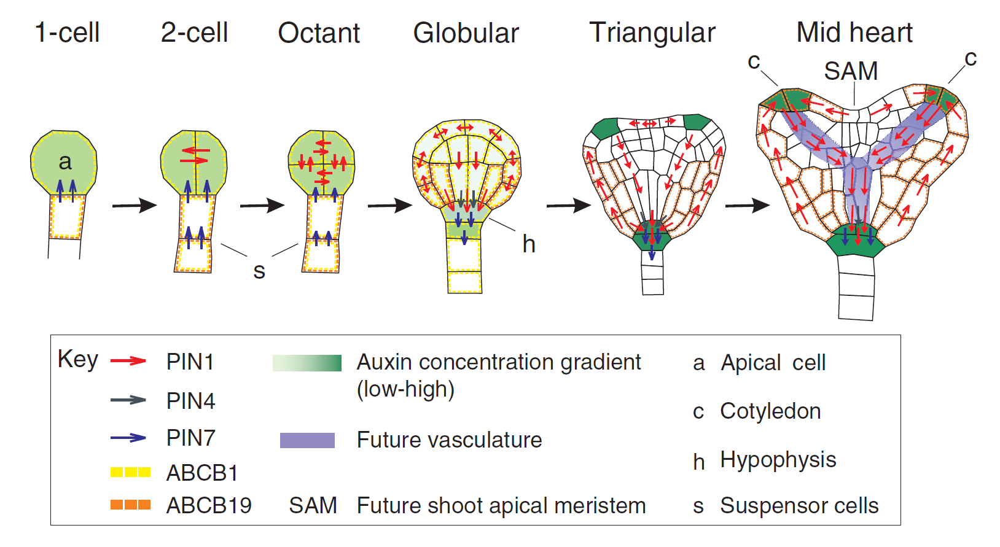 1-cell
2-cell
Octant
Globular
Triangular
Mid heart
c
SAM
c
a
h
s
Key
PIN1
PIN4
PIN7
ABCB1
ABCB19
Auxin concentration gradient
(low-high)
Future vasculature
SAM Future shoot apical meristem
a Apical cell
c Cotyledon
h Hypophysis
s Suspensor cells